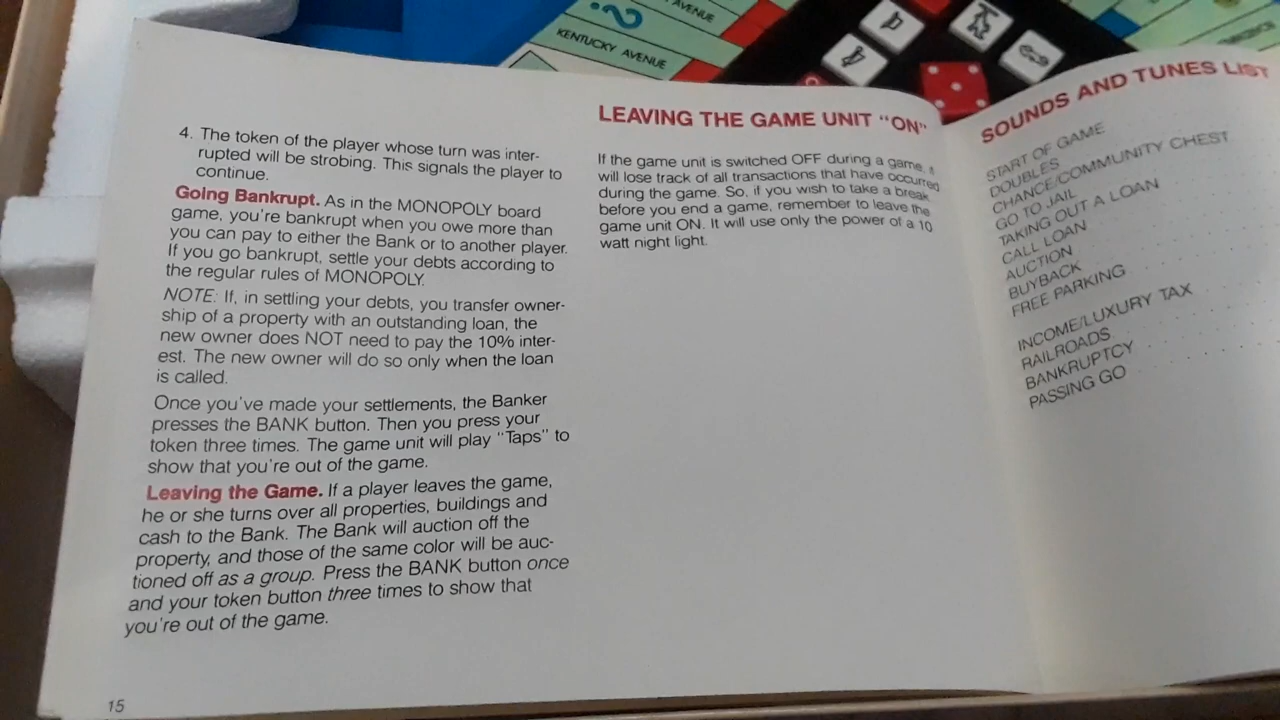 AVENUE
KENTUCKY AVENUE
4. The token of the player whose turn was inter-
rupted will be strobing. This signals the player to
continue.
Going Bankrupt. As in the MONOPOLY board
game, you're bankrupt when you owe more than
you can pay to either the Bank or to another player.
If you go bankrupt, settle your debts according to
the regular rules of MONOPOLY.
NOTE: If, in settling your debts, you transfer owner-
ship of a property with an outstanding loan, the
new owner does NOT need to pay the 10% inter-
est. The new owner will do so only when the loan
is called.
Once you've made your settlements, the Banker
presses the BANK button. Then you press your
token three times. The game unit will play "Taps" to
show that you're out of the game.
Leaving the Game. If a player leaves the game,
he or she turns over all properties, buildings and
cash to the Bank. The Bank will auction off the
property, and those of the same color will be auc-
tioned off as a group. Press the BANK button once
and your token button three times to show that
you're out of the game.
15
LEAVING THE GAME UNIT "ON"
If the game unit is switched OFF during a game, it
will lose track of all transactions that have occurred
during the game. So, if you wish to take a break
before you end a game, remember to leave the
game unit ON. It will use only the power of a 10
watt night light.
SOUNDS AND TUNES LIST
START OF GAME
DOUBLES
CHANCE/COMMUNITY CHEST
GO TO JAIL
TAKING OUT A LOAN
CALL LOAN
AUCTION
BUYBACK
FREE PARKING
INCOME/LUXURY TAX
RAILROADS
BANKRUPTCY
PASSING GO